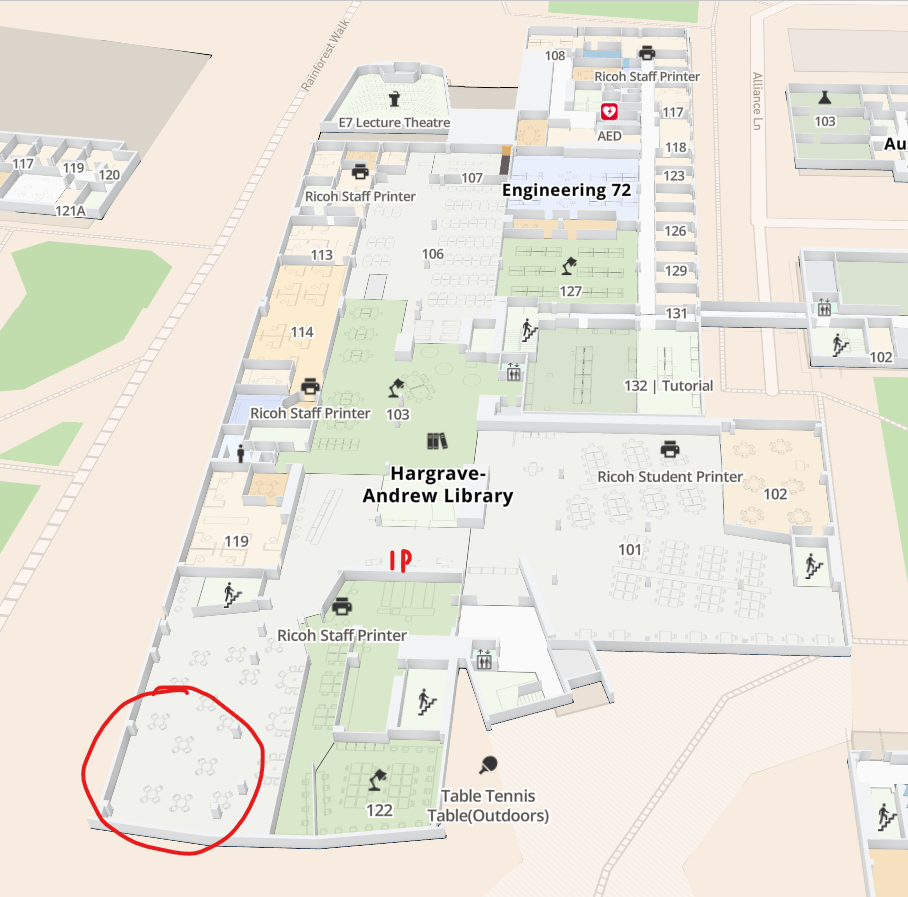 Rainforest Walk
108
Ricoh Staff Printer
Alliance Ln
E7 Lecture Theatre
AED
117
103
Au
118
117
119
120
121A
107
123
Ricoh Staff Printer
Engineering 72
126
113
106
127
129
131
114
132 | Tutorial
102
Ricoh Staff Printer
103
Hargrave-
Andrew Library
Ricoh Student Printer
102
119
IP
101
Ricoh Staff Printer
122
Table Tennis
Table(Outdoors)